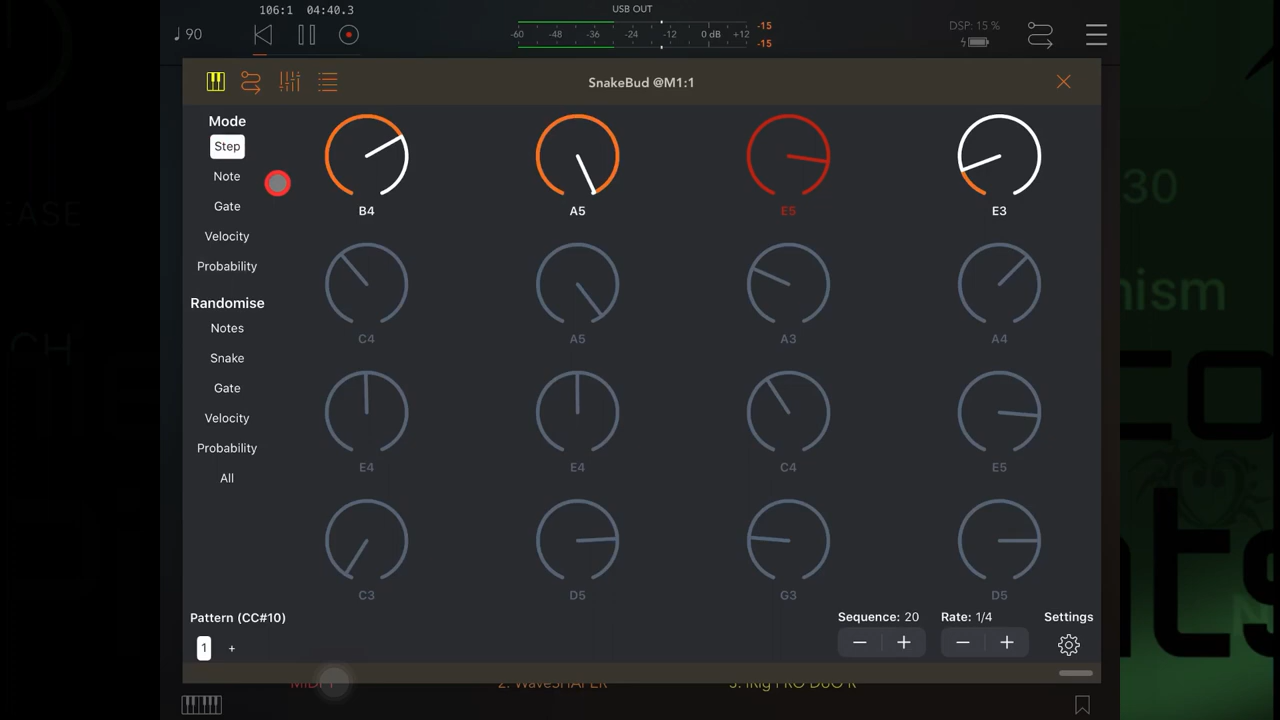 106:1 04:40.3
♩90
USB OUT
-60 -48 -36 -24 -12 0 dB +12
-15
-15
DSP: 15 %
SnakeBud @M1:1
Mode
Step
Note
Gate
Velocity
Probability
Randomise
Notes
Snake
Gate
Velocity
Probability
All
B4 A5 E5 E3
C4 A5 A3 A4
E4 E4 C4 E5
C3 D5 G3 D5
Pattern (CC#10)
1 +
Sequence: 20
− +
Rate: 1/4
− +
Settings
2. WaveSHAPER
3. iRig PRO DUO R
30